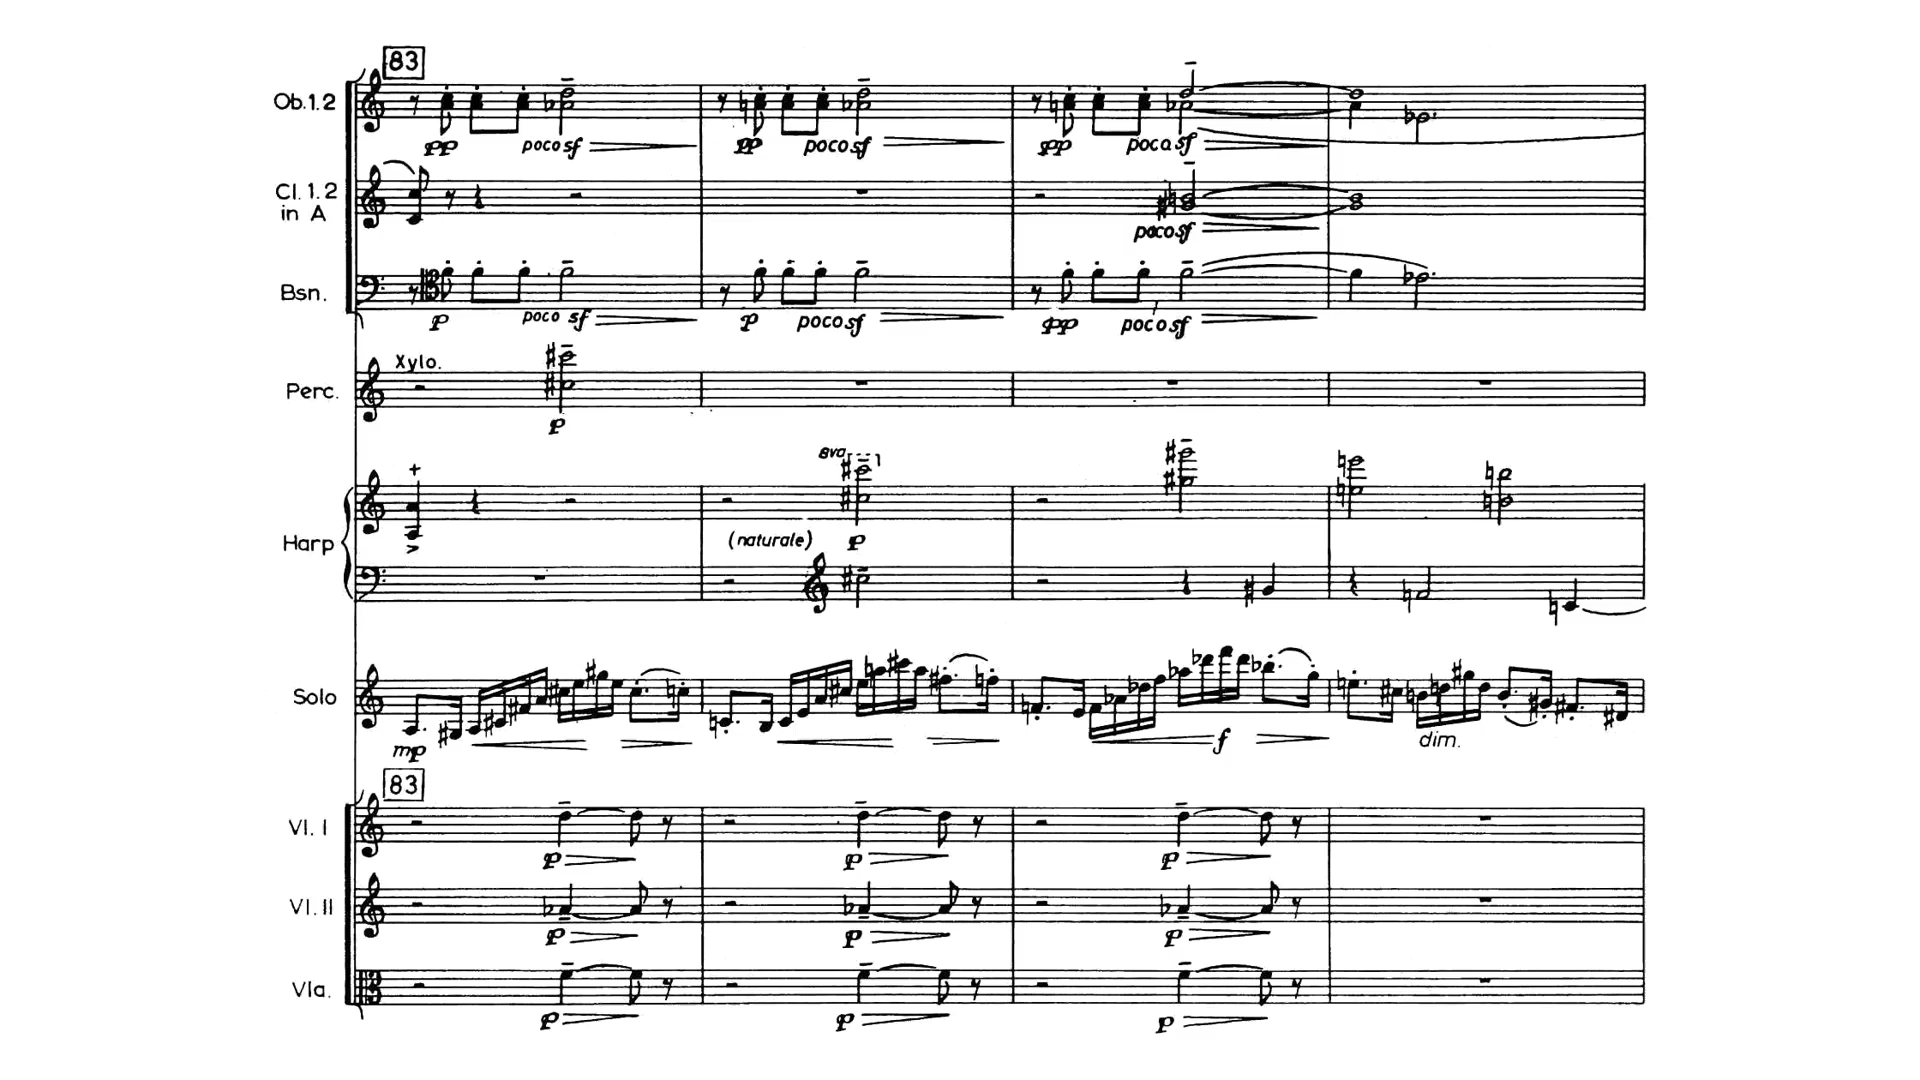 83
Ob.1.2
pp poco sf pp poco sf pp poco sf
Cl.1.2
in A
poco sf
Bsn.
p poco sf p poco sf pp poco sf
Xylo.
Perc.
p
8va
(naturale) p
Harp
Solo
mp f dim.
83
Vl. I
p p p
Vl. II
p p p
Vla.
p p p